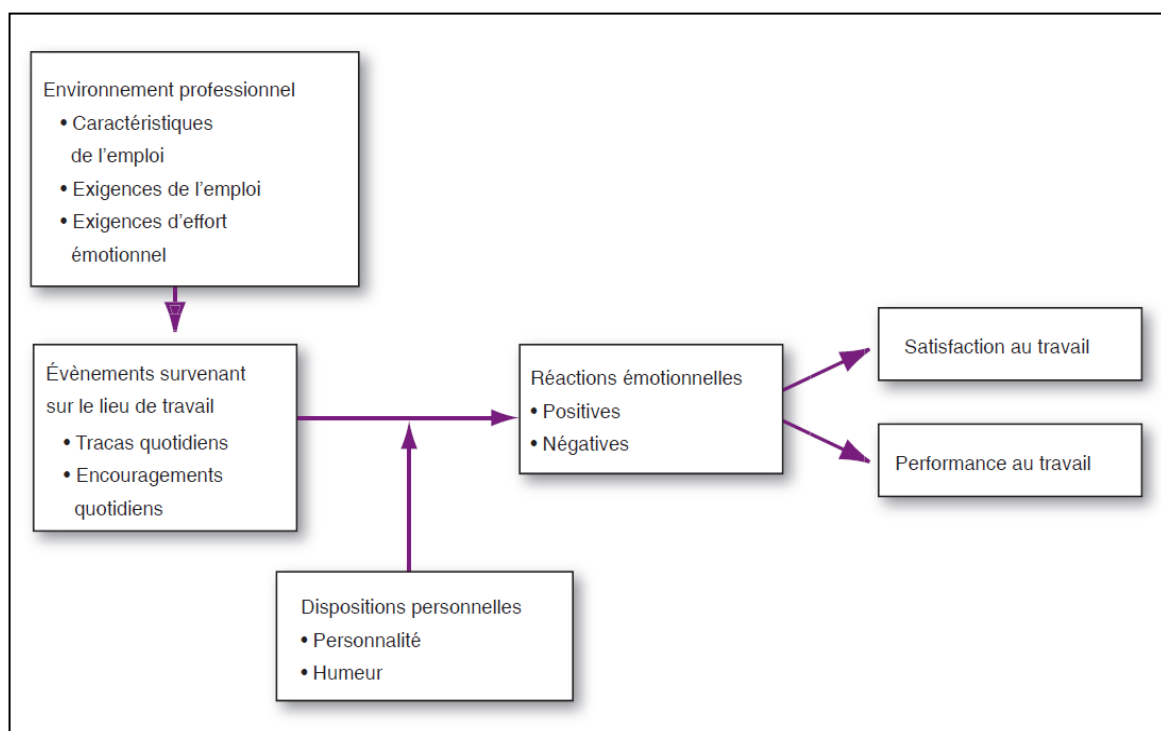 Environnement professionnel
• Caractéristiques
de l'emploi
• Exigences de l'emploi
• Exigences d'effort
émotionnel
Évènements survenant
sur le lieu de travail
• Tracas quotidiens
• Encouragements
quotidiens
Dispositions personnelles
• Personnalité
• Humeur
Réactions émotionnelles
• Positives
• Négatives
Satisfaction au travail
Performance au travail